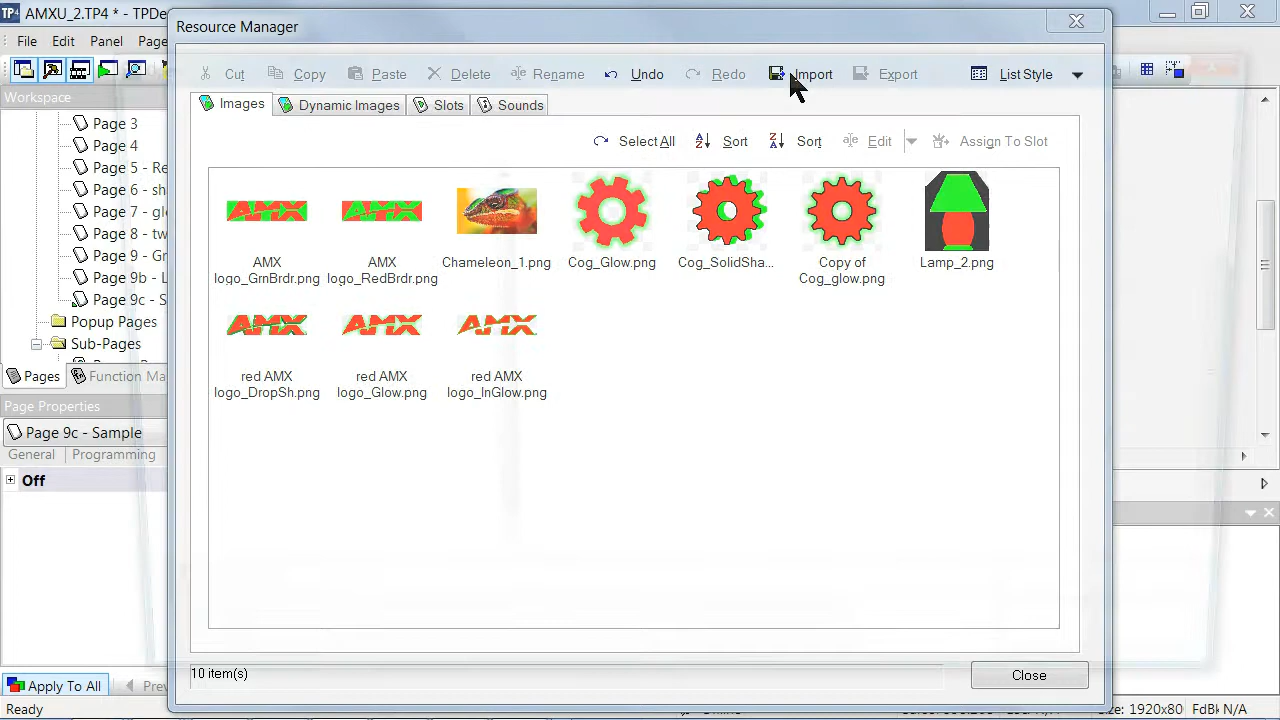 AMXU_2.TP4 * - TPDe
File Edit Panel Page
Workspace
Page 3
Page 4
Page 5 - Re
Page 6 - sh
Page 7 - gl
Page 8 - tw
Page 9 - Gr
Page 9b - L
Page 9c - S
Popup Pages
Sub-Pages
Pages Function Ma
Page Properties
Page 9c - Sample
General Programming
Off
Apply To All Prev
Ready
Resource Manager
Cut Copy Paste Delete Rename Undo Redo Import Export List Style
Images Dynamic Images Slots Sounds
Select All Sort Sort Edit Assign To Slot
AMX
logo_GrnBrdr.png
AMX
logo_RedBrdr.png
Chameleon_1.png
Cog_Glow.png
Cog_SolidSha...
Copy of
Cog_glow.png
Lamp_2.png
red AMX
logo_DropSh.png
red AMX
logo_Glow.png
red AMX
logo_InGlow.png
10 item(s)
Close
Size: 1920x80 FdBk N/A